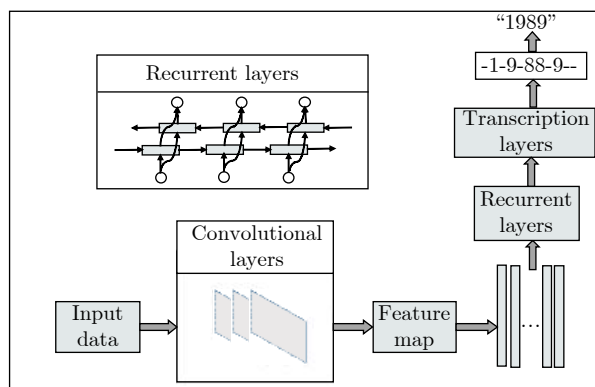 “1989”
-1-9-88-9--
Recurrent layers
Transcription
layers
Recurrent
layers
Convolutional
layers
Input
data
Feature
map
...